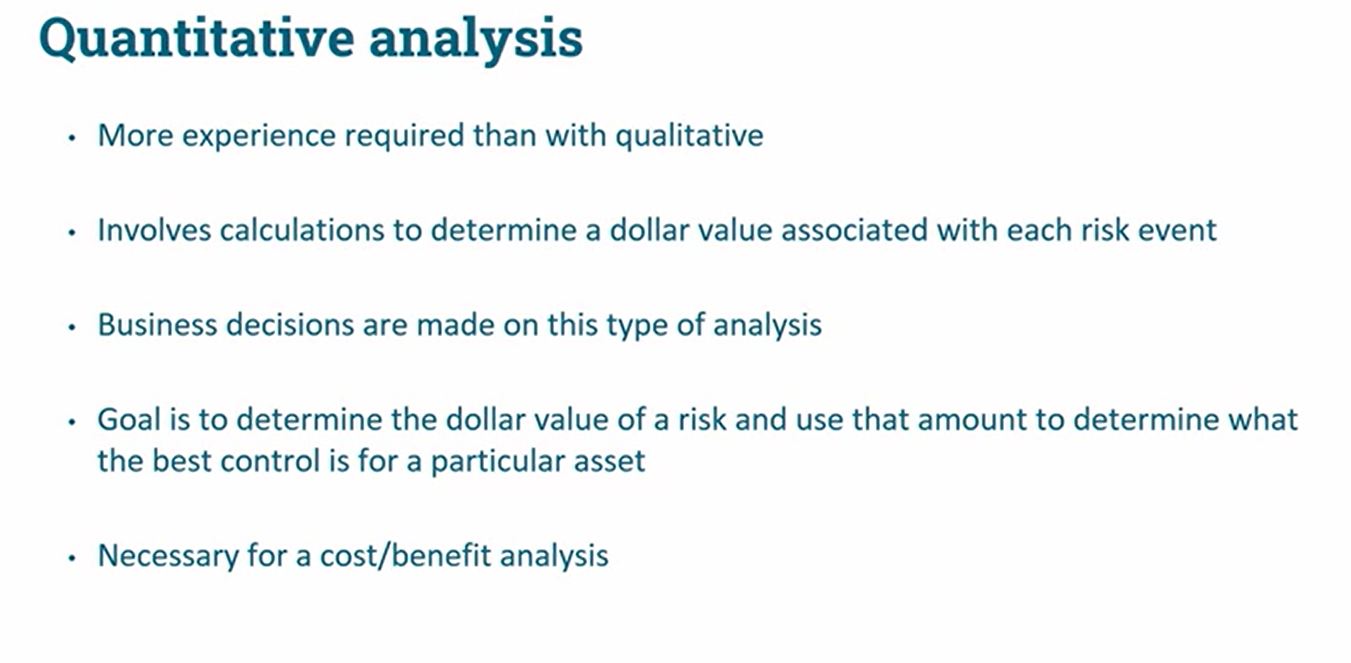 Quantitative analysis
• More experience required than with qualitative
• Involves calculations to determine a dollar value associated with each risk event
• Business decisions are made on this type of analysis
• Goal is to determine the dollar value of a risk and use that amount to determine what
the best control is for a particular asset
• Necessary for a cost/benefit analysis